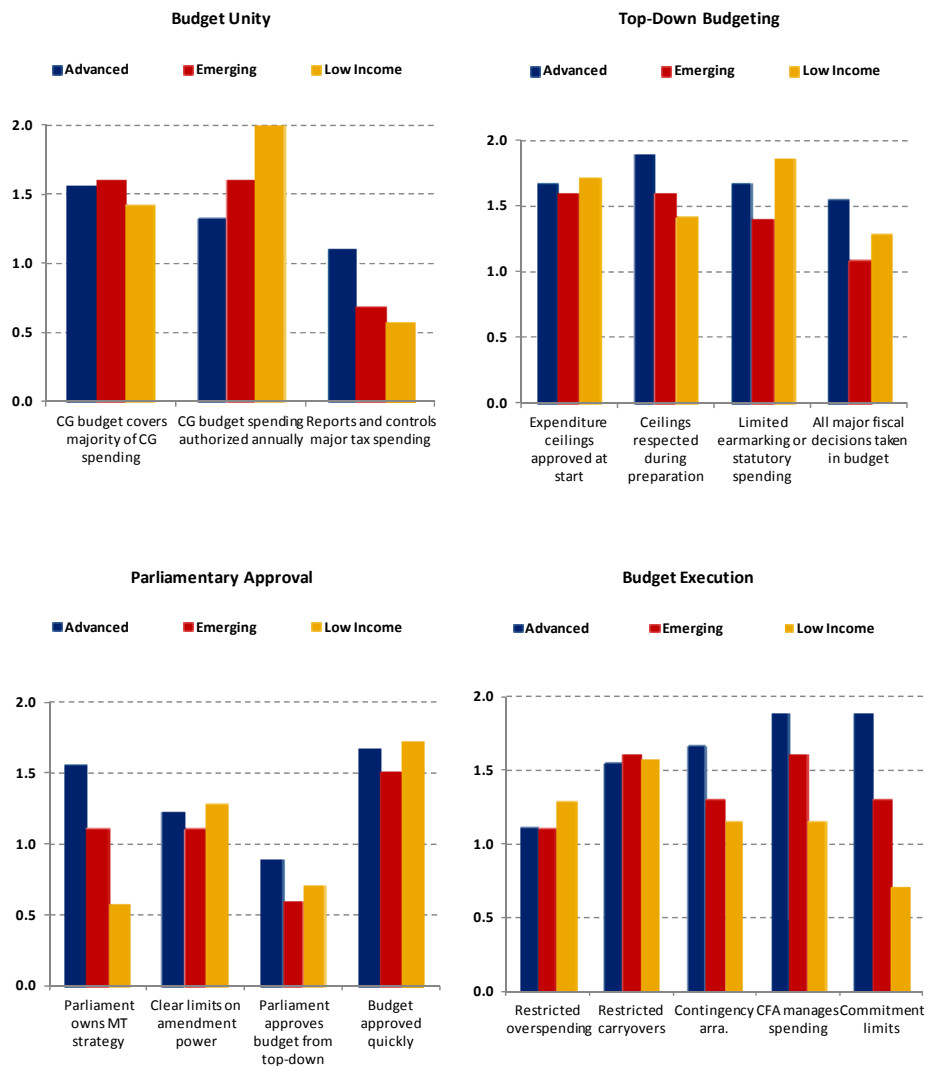 Budget Unity
Advanced Emerging Low Income
2.0
1.5
1.0
0.5
0.0
CG budget covers majority of CG spending
CG budget spending authorized annually
Reports and controls major tax spending
Top-Down Budgeting
Advanced Emerging Low Income
2.0
1.5
1.0
0.5
0.0
Expenditure ceilings approved at start
Ceilings respected during preparation
Limited earmarking or statutory spending
All major fiscal decisions taken in budget
Parliamentary Approval
Advanced Emerging Low Income
2.0
1.5
1.0
0.5
0.0
Parliament owns MT strategy
Clear limits on amendment power
Parliament approves budget from top-down
Budget approved quickly
Budget Execution
Advanced Emerging Low Income
2.0
1.5
1.0
0.5
0.0
Restricted overspending
Restricted carryovers
Contingency arra.
CFA manages spending
Commitment limits